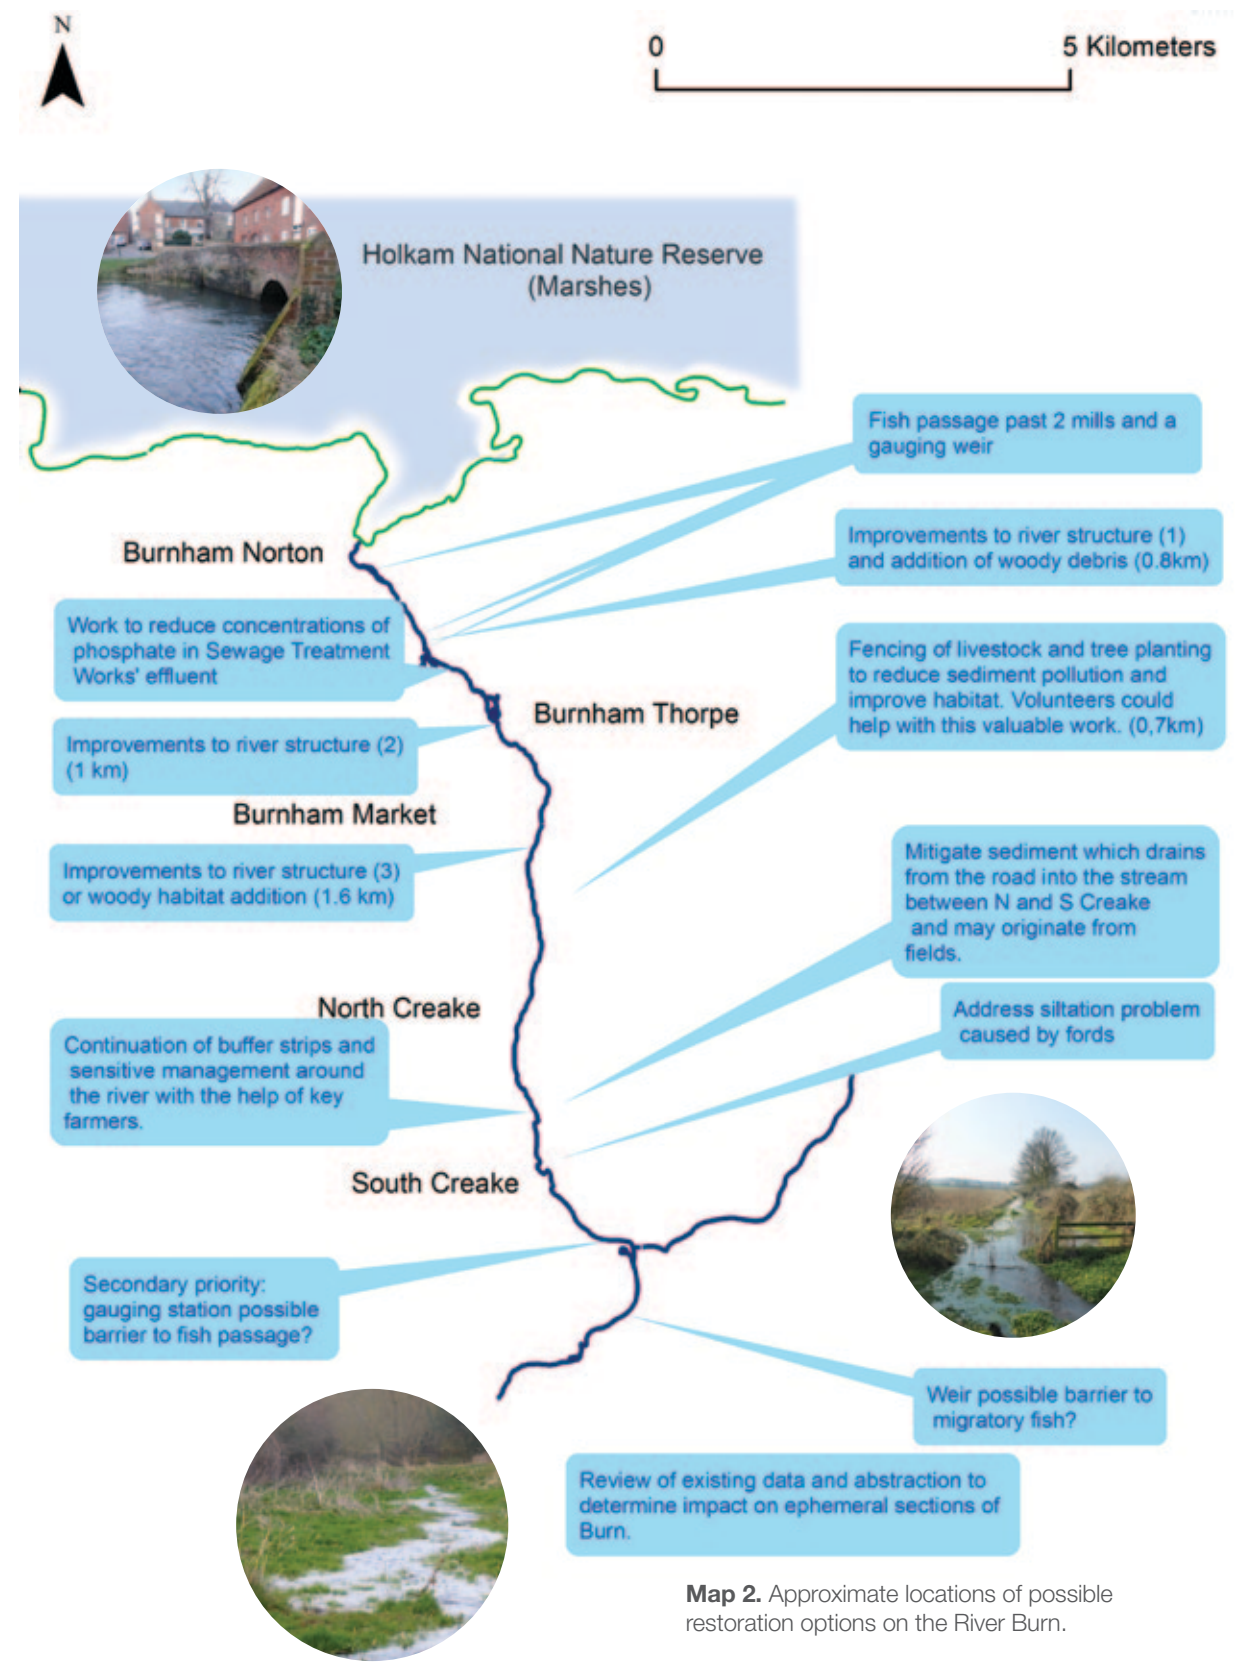 N
0
5 Kilometers
Holkam National Nature Reserve
(Marshes)
Fish passage past 2 mills and a
gauging weir
Improvements to river structure (1)
and addition of woody debris (0.8km)
Burnham Norton
Work to reduce concentrations of
phosphate in Sewage Treatment
Works' effluent
Fencing of livestock and tree planting
to reduce sediment pollution and
improve habitat. Volunteers could
help with this valuable work. (0,7km)
Burnham Thorpe
Improvements to river structure (2)
(1 km)
Burnham Market
Improvements to river structure (3)
or woody habitat addition (1.6 km)
Mitigate sediment which drains
from the road into the stream
between N and S Creake
and may originate from
fields.
North Creake
Address siltation problem
caused by fords
Continuation of buffer strips and
sensitive management around
the river with the help of key
farmers.
South Creake
Secondary priority:
gauging station possible
barrier to fish passage?
Weir possible barrier to
migratory fish?
Review of existing data and abstraction to
determine impact on ephemeral sections of
Burn.
Map 2. Approximate locations of possible
restoration options on the River Burn.